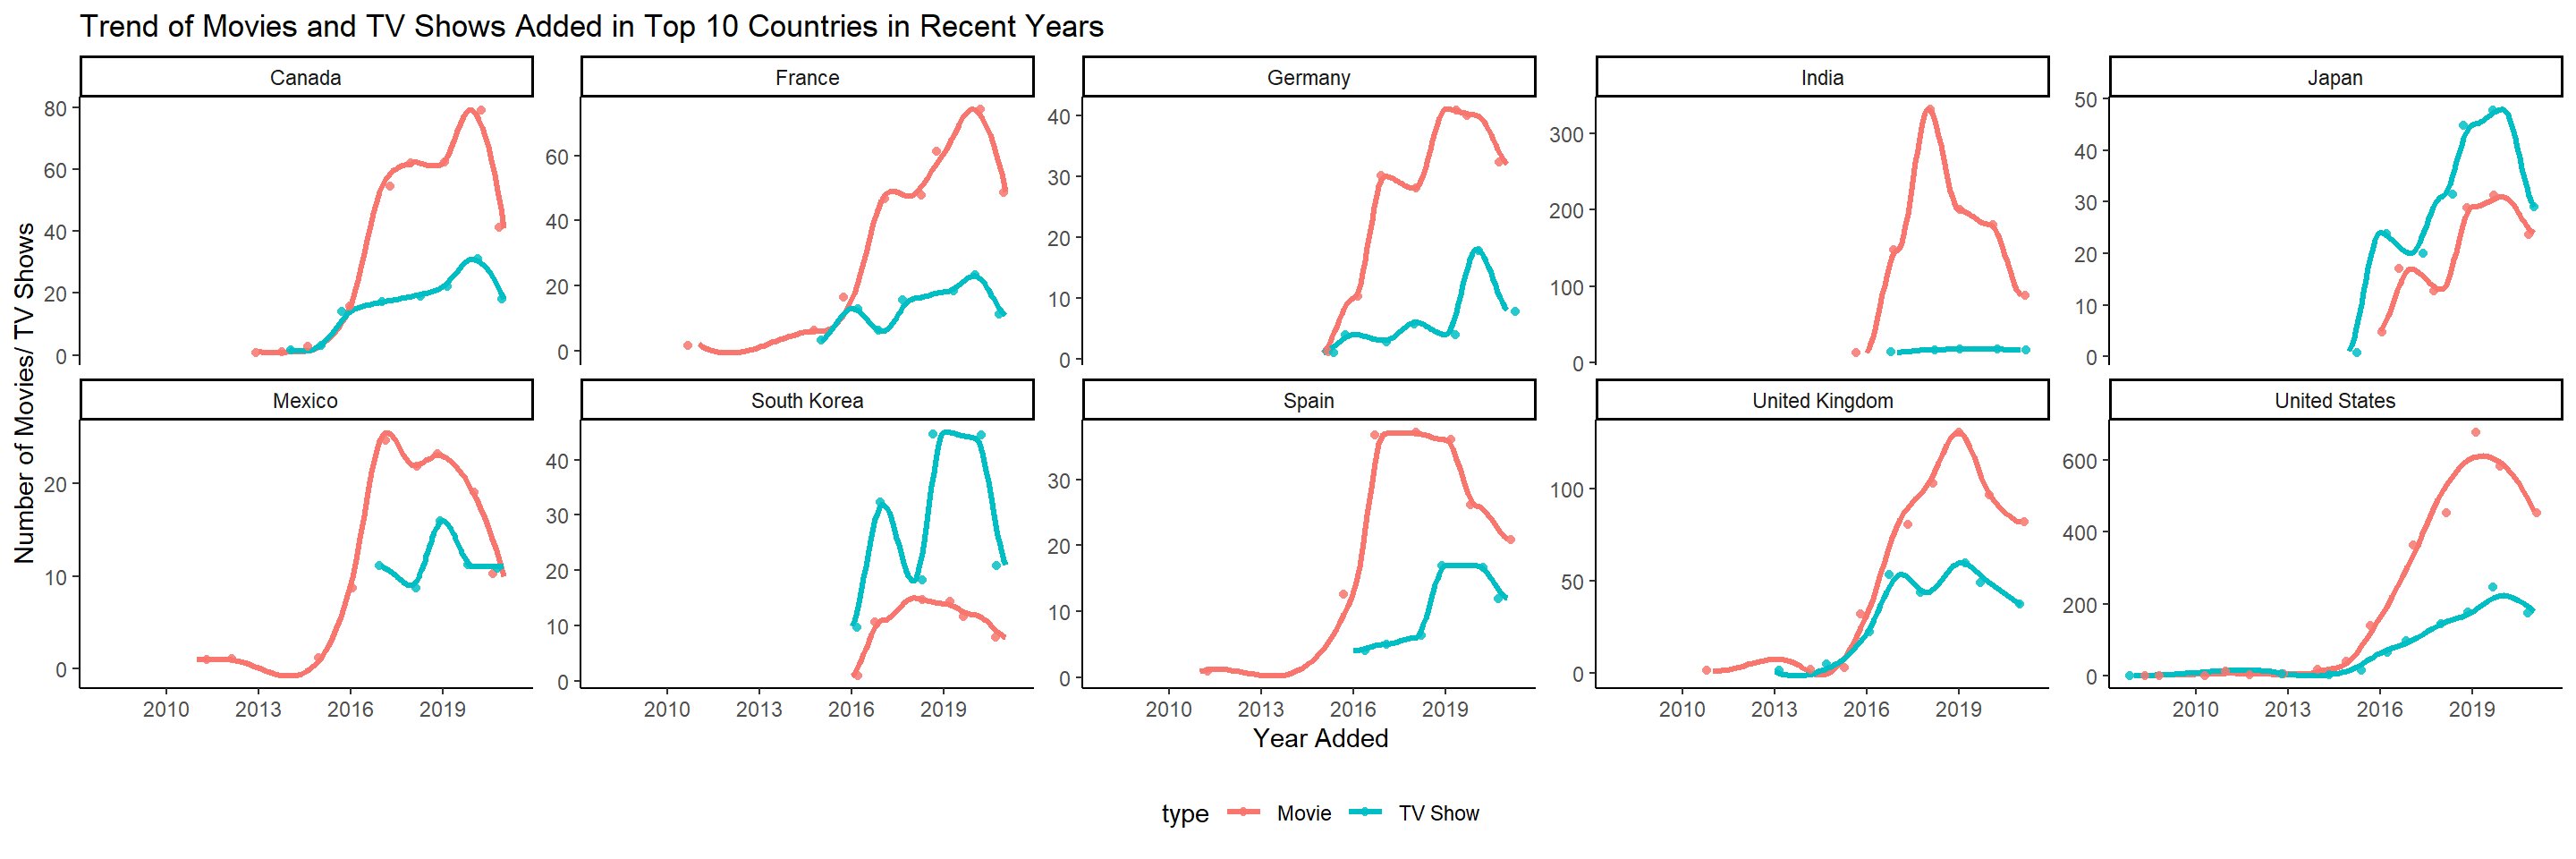 Trend of Movies and TV Shows Added in Top 10 Countries in Recent Years
Canada
France
Germany
India
Japan
80
60
40
20
0
60
40
20
0
40
30
20
10
0
300
200
100
0
50
40
30
20
10
0
Number of Movies/ TV Shows
Mexico
South Korea
Spain
United Kingdom
United States
20
10
0
40
30
20
10
0
30
20
10
0
100
50
0
600
400
200
0
2010 2013 2016 2019
2010 2013 2016 2019
2010 2013 2016 2019
2010 2013 2016 2019
2010 2013 2016 2019
Year Added
type Movie TV Show